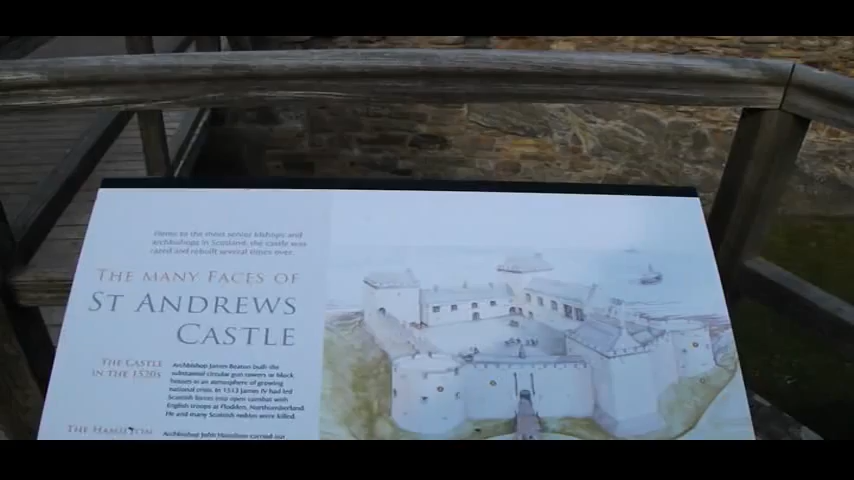 Home to the most senior bishops and
archbishops in Scotland, the castle was
razed and rebuilt several times over.
THE MANY FACES OF
ST ANDREWS
CASTLE
THE CASTLE
IN THE 1520s
Archbishop James Beaton built the
substantial circular gun towers or block
houses in an atmosphere of growing
national crisis. In 1513 James IV had led
Scottish forces into open combat with
English troops at Flodden, Northumberland.
He and many Scottish nobles were killed.
THE HAMILTON
Archbishop John Hamilton carried out